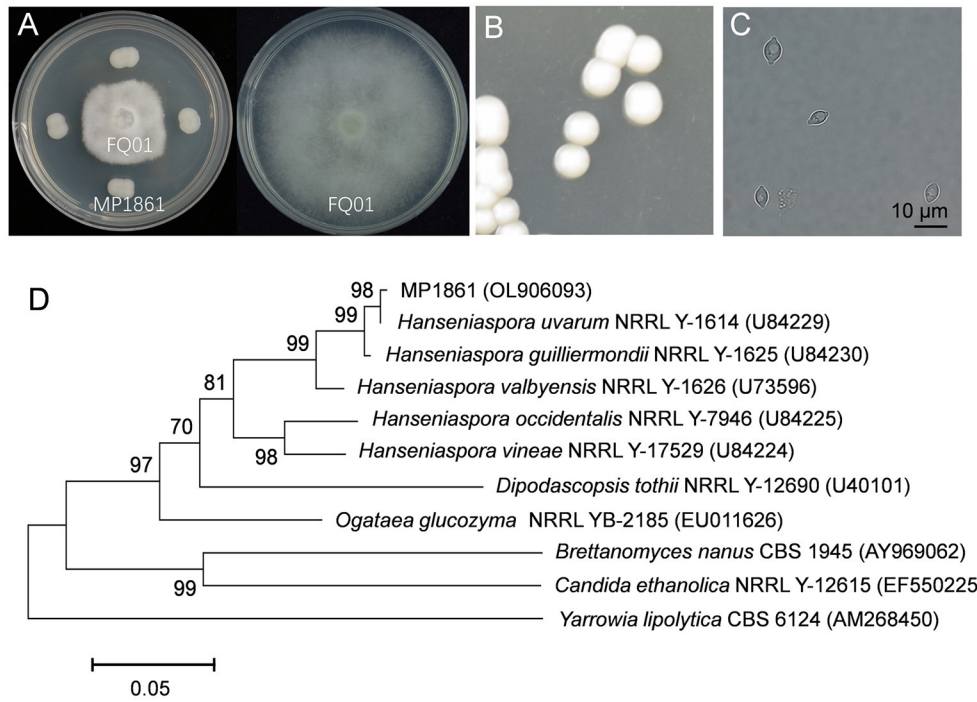 A
B
C
FQ01
MP1861
FQ01
10 µm
D
98
MP1861 (OL906093)
99
Hanseniaspora uvarum NRRL Y-1614 (U84229)
99
Hanseniaspora guilliermondii NRRL Y-1625 (U84230)
81
Hanseniaspora valbyensis NRRL Y-1626 (U73596)
70
Hanseniaspora occidentalis NRRL Y-7946 (U84225)
98
Hanseniaspora vineae NRRL Y-17529 (U84224)
97
Dipodascopsis tothii NRRL Y-12690 (U40101)
Ogataea glucozyma NRRL YB-2185 (EU011626)
Brettanomyces nanus CBS 1945 (AY969062)
99
Candida ethanolica NRRL Y-12615 (EF550225
Yarrowia lipolytica CBS 6124 (AM268450)
0.05